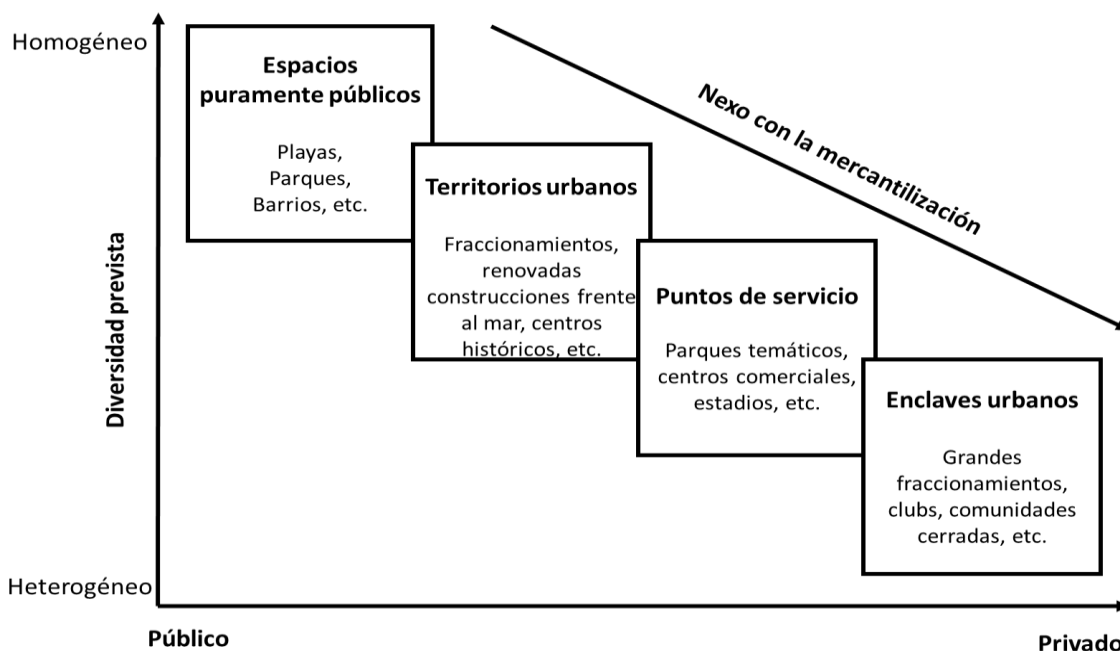 Homogéneo
Espacios
puramente públicos
Playas,
Parques,
Barrios, etc.
Nexo con la mercantilización
Territorios urbanos
Fraccionamientos,
renovadas
construcciones frente
al mar, centros
históricos, etc.
Puntos de servicio
Parques temáticos,
centros comerciales,
estadios, etc.
Enclaves urbanos
Grandes
fraccionamientos,
clubs, comunidades
cerradas, etc.
Diversidad prevista
Heterogéneo
Público
Privado